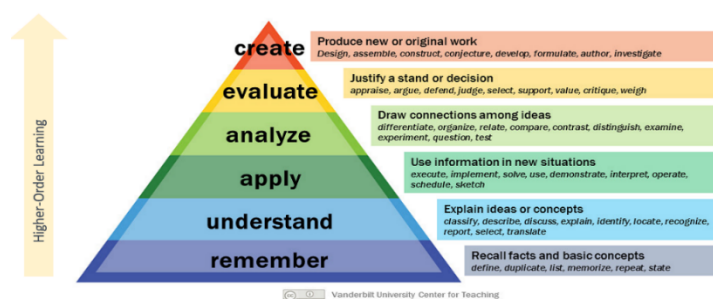 Higher-Order Learning
create
Produce new or original work
Design, assemble, construct, conjecture, develop, formulate, author, investigate
evaluate
Justify a stand or decision
appraise, argue, defend, judge, select, support, value, critique, weigh
analyze
Draw connections among ideas
differentiate, organize, relate, compare, contrast, distinguish, examine,
experiment, question, test
apply
Use information in new situations
execute, implement, solve, use, demonstrate, interpret, operate,
schedule, sketch
understand
Explain ideas or concepts
classify, describe, discuss, explain, identify, locate, recognize,
report, select, translate
remember
Recall facts and basic concepts
define, duplicate, list, memorize, repeat, state
Vanderbilt University Center for Teaching